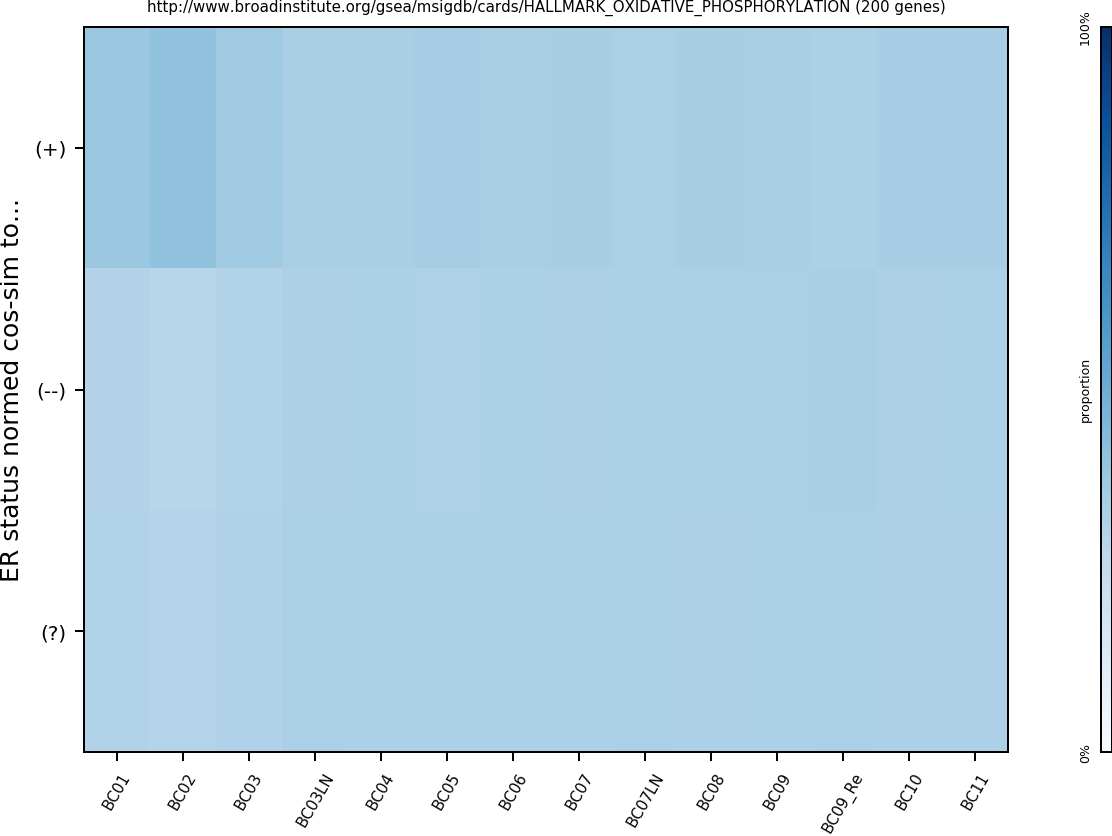 http://www.broadinstitute.org/gsea/msigdb/cards/HALLMARK_OXIDATIVE_PHOSPHORYLATION (200 genes)
ER status normed cos-sim to...
(+)
(--)
(?)
BC01
BC02
BC03
BC03LN
BC04
BC05
BC06
BC07
BC07LN
BC08
BC09
BC09_Re
BC10
BC11
100%
proportion
0%